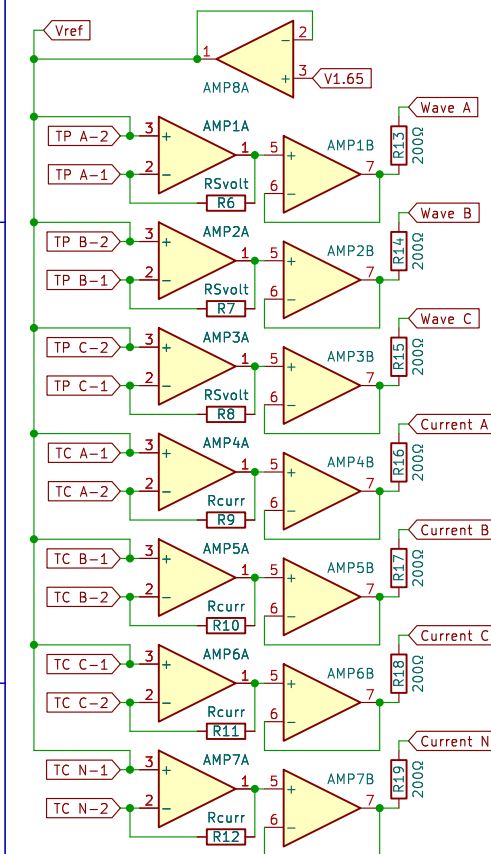 Vref
1
2
3
−
+
V1.65
AMP8A
AMP1A
TP A-2
3
+
TP A-1
2
−
1
RSvolt
R6
5
+
6
−
7
AMP1B
Wave A
R13
200Ω
AMP2A
TP B-2
3
+
TP B-1
2
−
1
RSvolt
R7
5
+
6
−
7
AMP2B
Wave B
R14
200Ω
AMP3A
TP C-2
3
+
TP C-1
2
−
1
RSvolt
R8
5
+
6
−
7
AMP3B
Wave C
R15
200Ω
AMP4A
TC A-1
3
+
TC A-2
2
−
1
Rcurr
R9
5
+
6
−
7
AMP4B
Current A
R16
200Ω
AMP5A
TC B-1
3
+
TC B-2
2
−
1
Rcurr
R10
5
+
6
−
7
AMP5B
Current B
R17
200Ω
AMP6A
TC C-1
3
+
TC C-2
2
−
1
Rcurr
R11
5
+
6
−
7
AMP6B
Current C
R18
200Ω
AMP7A
TC N-1
3
+
TC N-2
2
−
1
Rcurr
R12
5
+
6
−
7
AMP7B
Current N
R19
200Ω